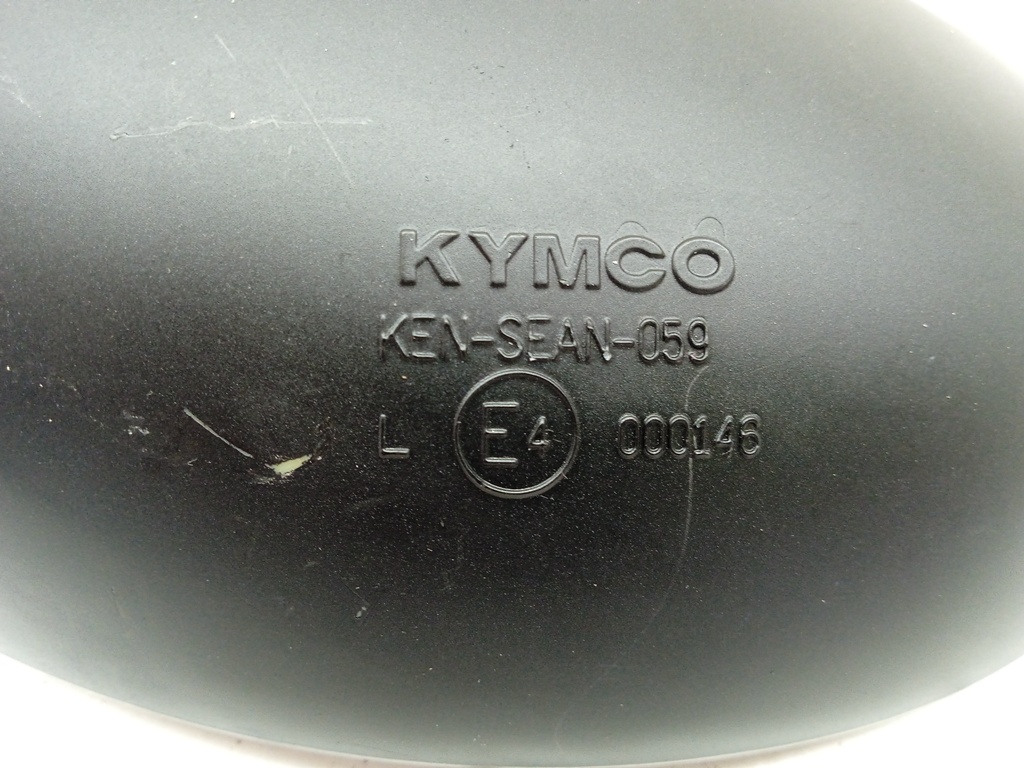 KYMCO
KEN-SEAN-059
L E4 000146